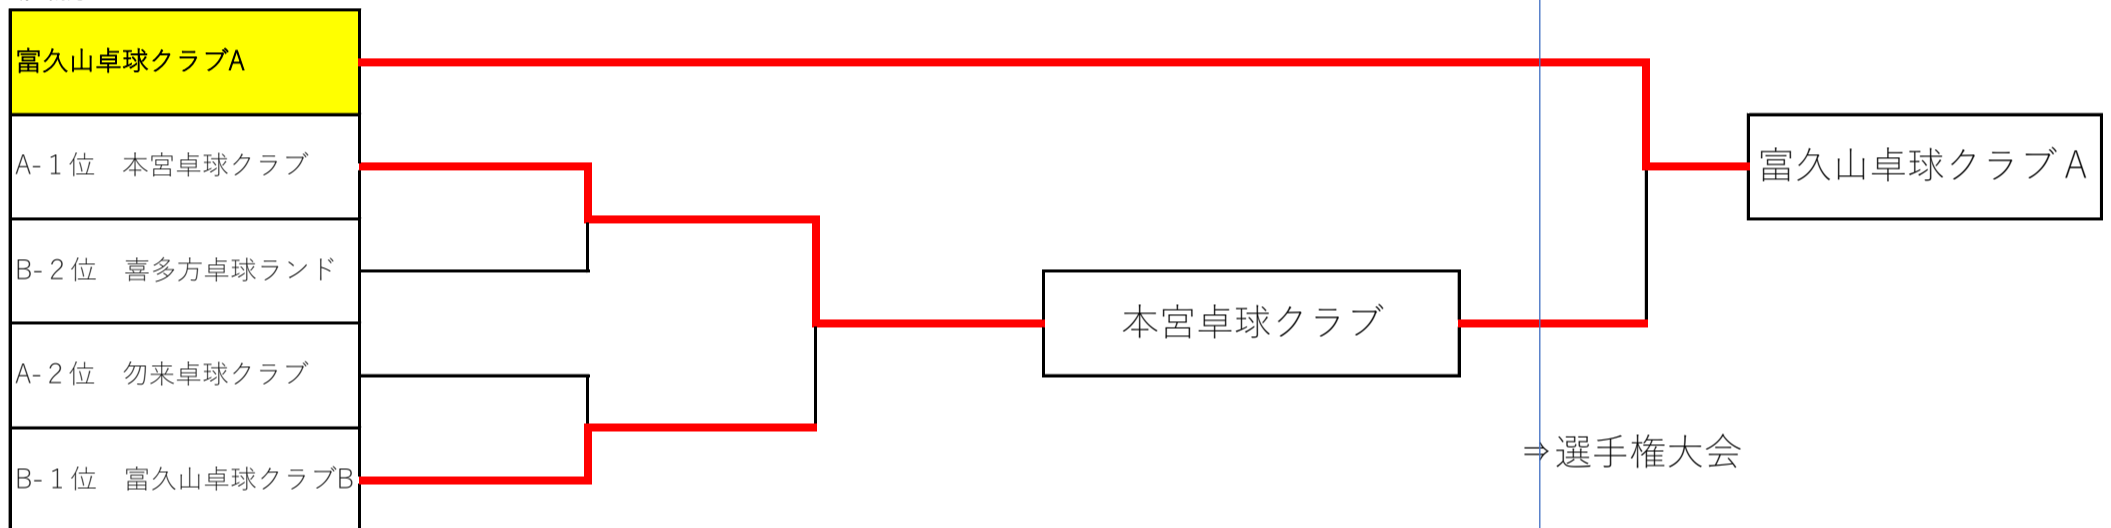 富久山卓球クラブA
A-１位　本宮卓球クラブ
B-２位　喜多方卓球ランド
A-２位　勿来卓球クラブ
B-１位　富久山卓球クラブB
本宮卓球クラブ
富久山卓球クラブA
⇒選手権大会